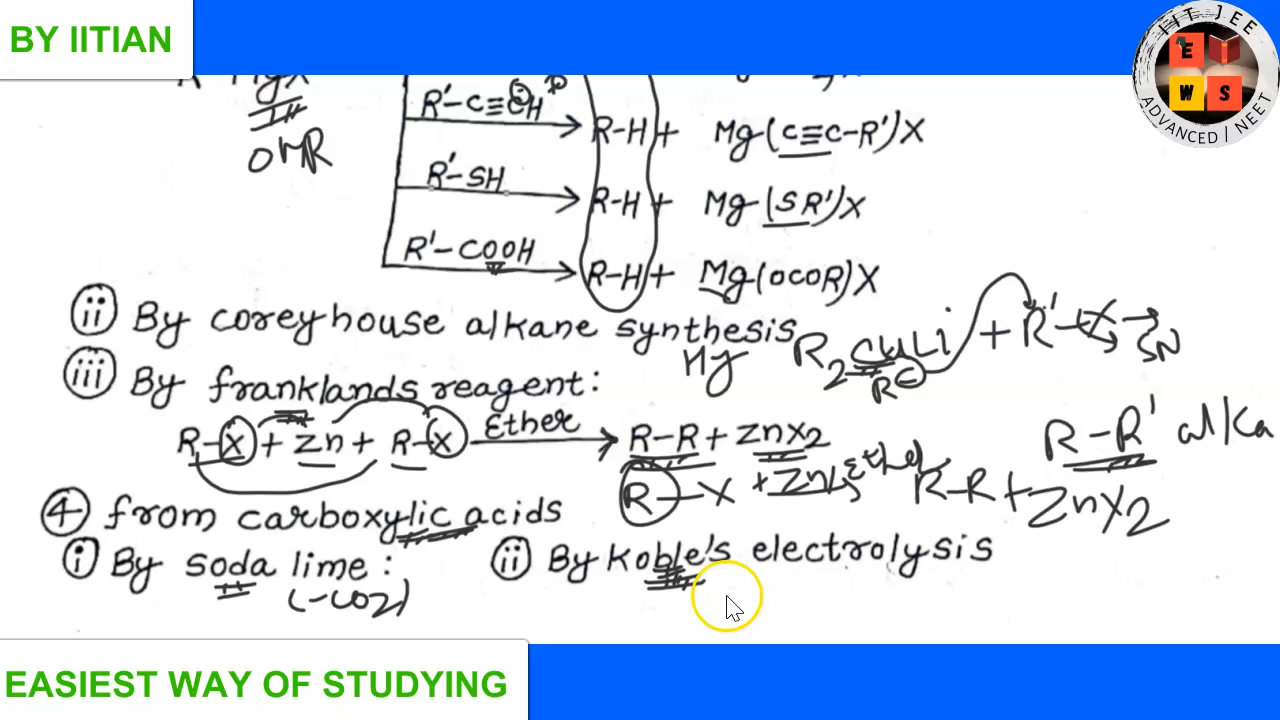 BY IITIAN
IIT JEE
E
W S
ADVANCED / NEET
MgX
OMR
R'-C≡CH
R-H + Mg(C≡C-R')X
R'-SH
R-H + Mg(SR')X
R'-COOH
R-H + Mg(OCOR)X
(ii) By coreyhouse alkane synthesis
R2CuLi + R'-X → SN
Hg
R⊖
(iii) By franklands reagent:
R-X + Zn + R-X Ether → R-R + ZnX2
R-R' alka
R-X + Zn Ether R-R + ZnX2
(4) from carboxylic acids
(i) By soda lime: (ii) By Koble's electrolysis
(-CO2)
EASIEST WAY OF STUDYING